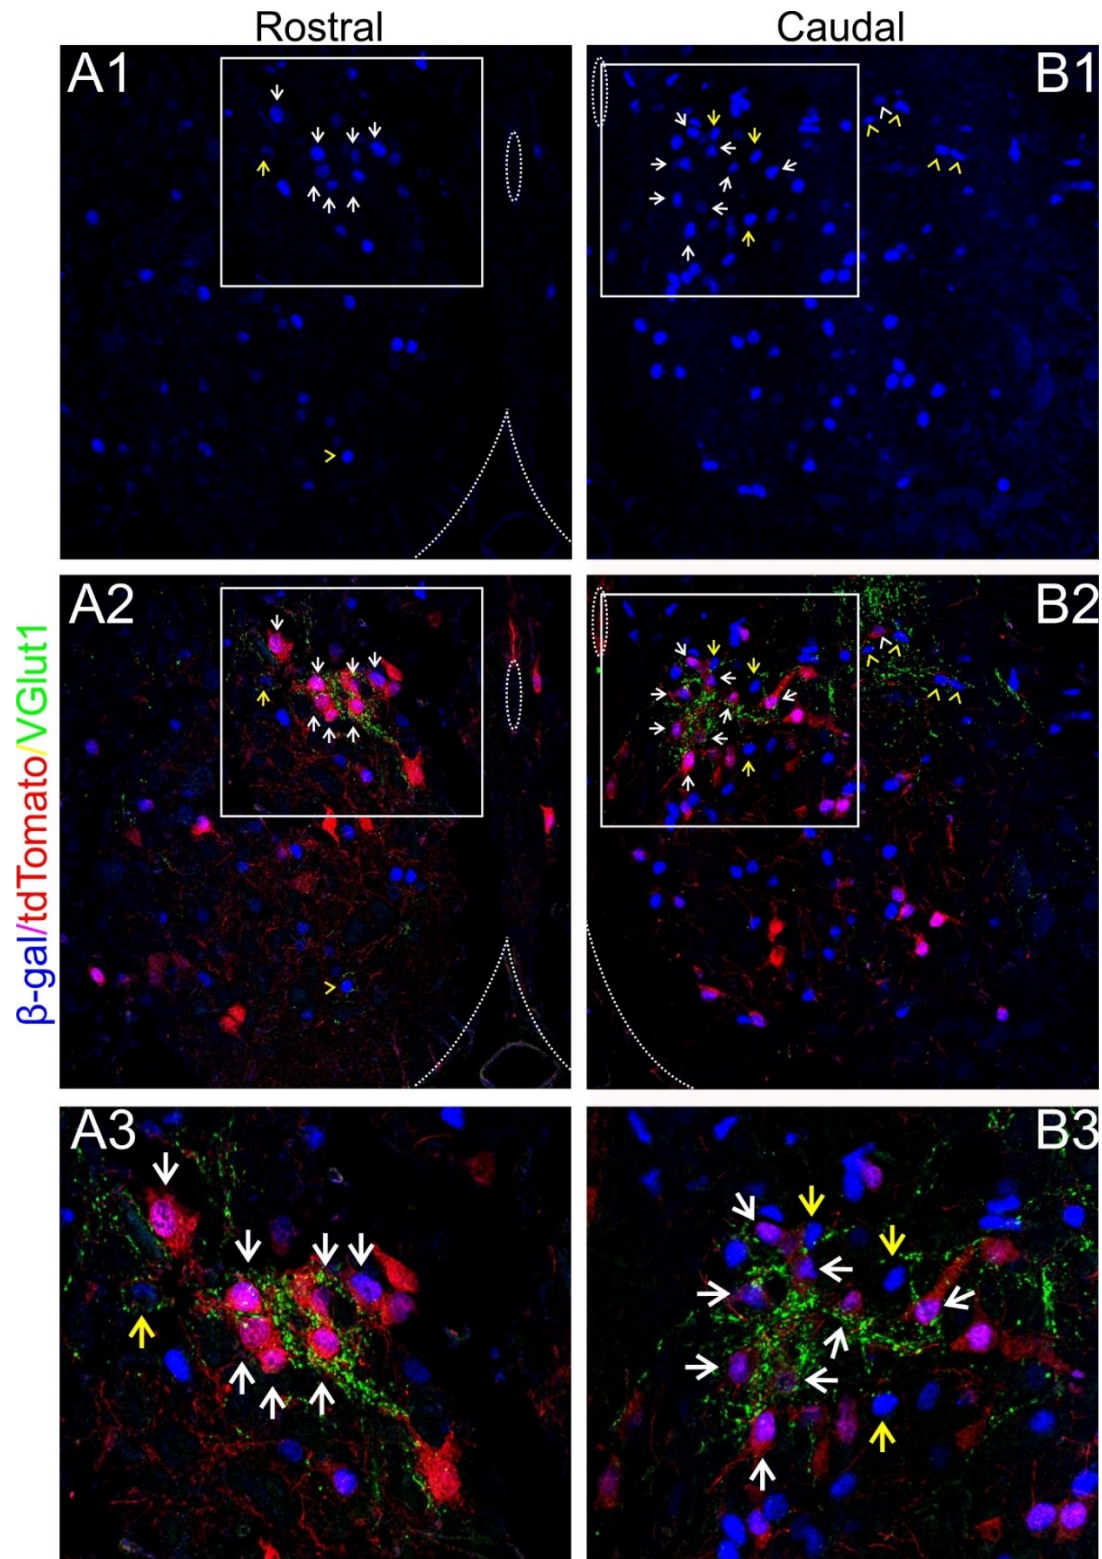 Rostral
Caudal
A1
B1
A2
B2
β-gal/tdTomato/VGlut1
A3
B3